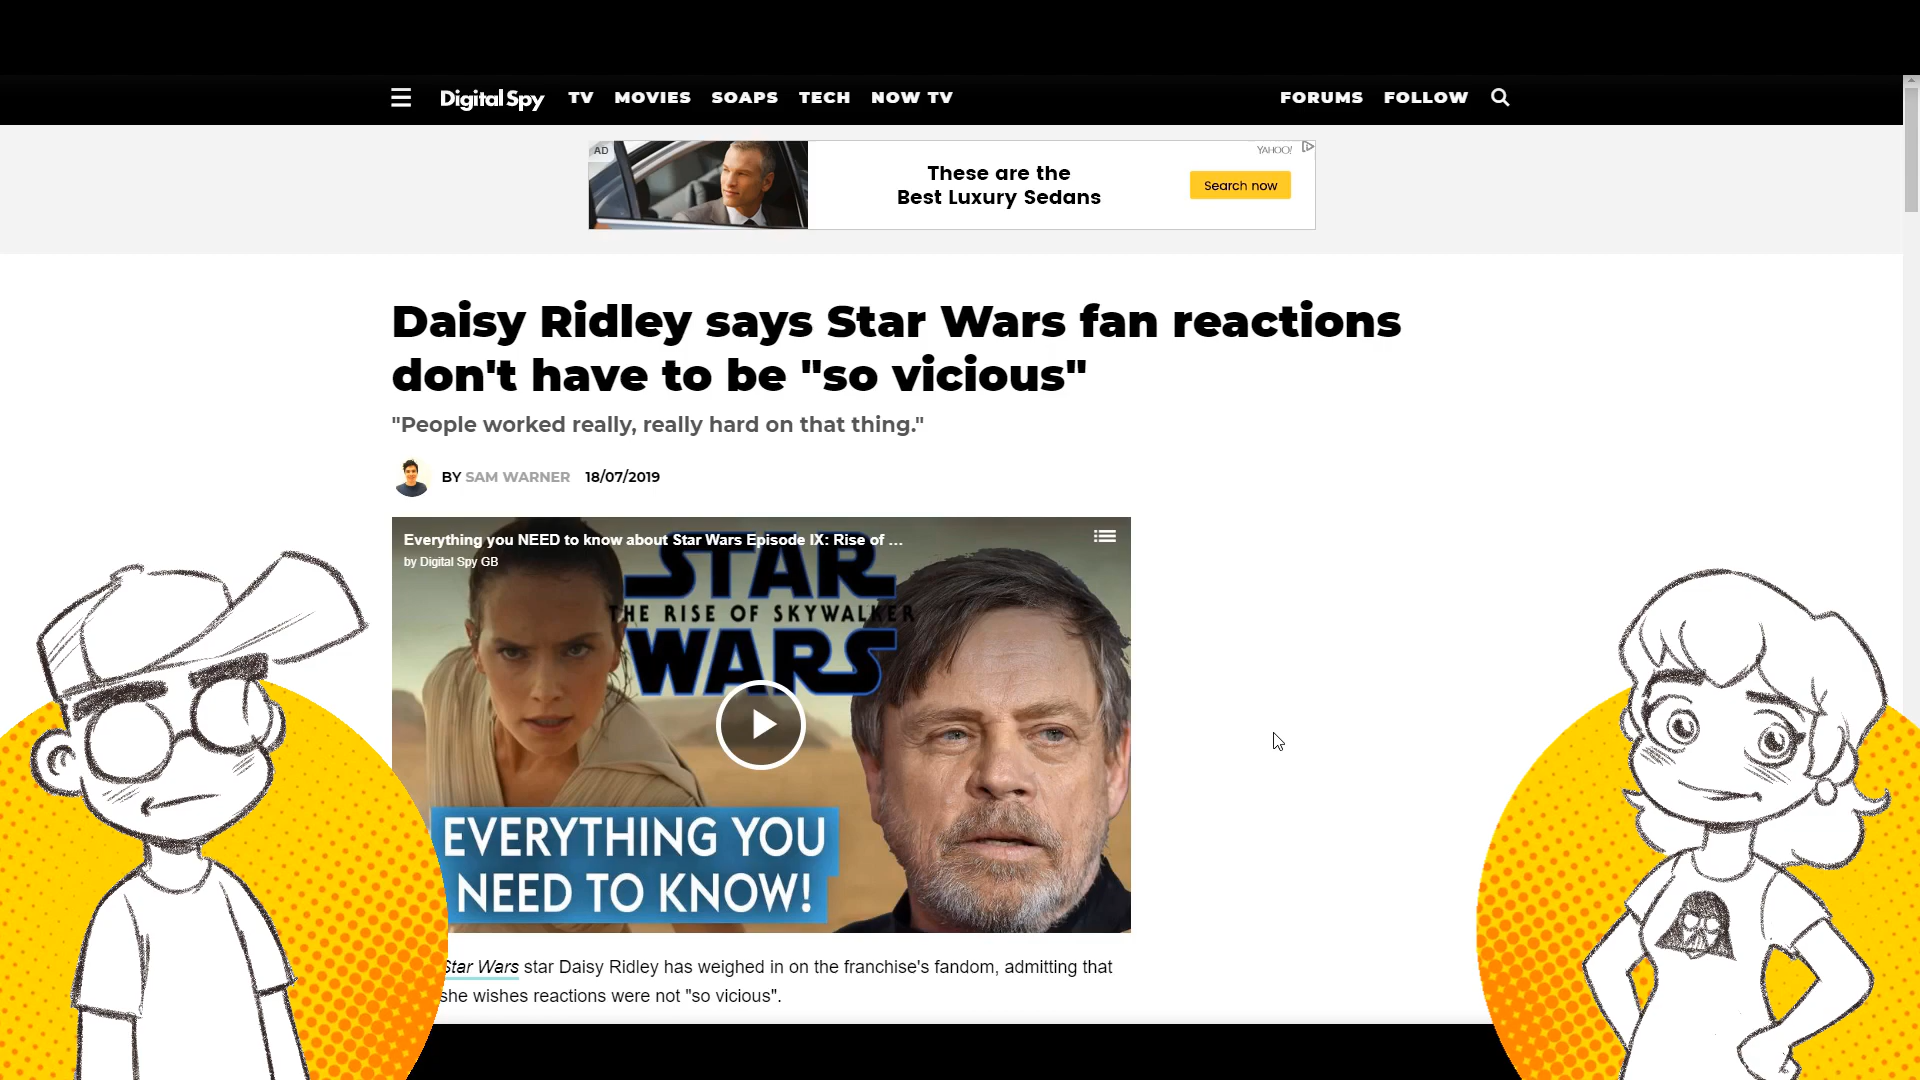 Digital Spy TV MOVIES SOAPS TECH NOW TV FORUMS FOLLOW
AD
YAHOO!
These are the
Best Luxury Sedans
Search now
Daisy Ridley says Star Wars fan reactions
don't have to be "so vicious"
"People worked really, really hard on that thing."
BY SAM WARNER 18/07/2019
Everything you NEED to know about Star Wars Episode IX: Rise of ...
by Digital Spy GB
STAR
THE RISE OF SKYWALKER
WARS
EVERYTHING YOU
NEED TO KNOW!
Star Wars star Daisy Ridley has weighed in on the franchise's fandom, admitting that
she wishes reactions were not "so vicious".